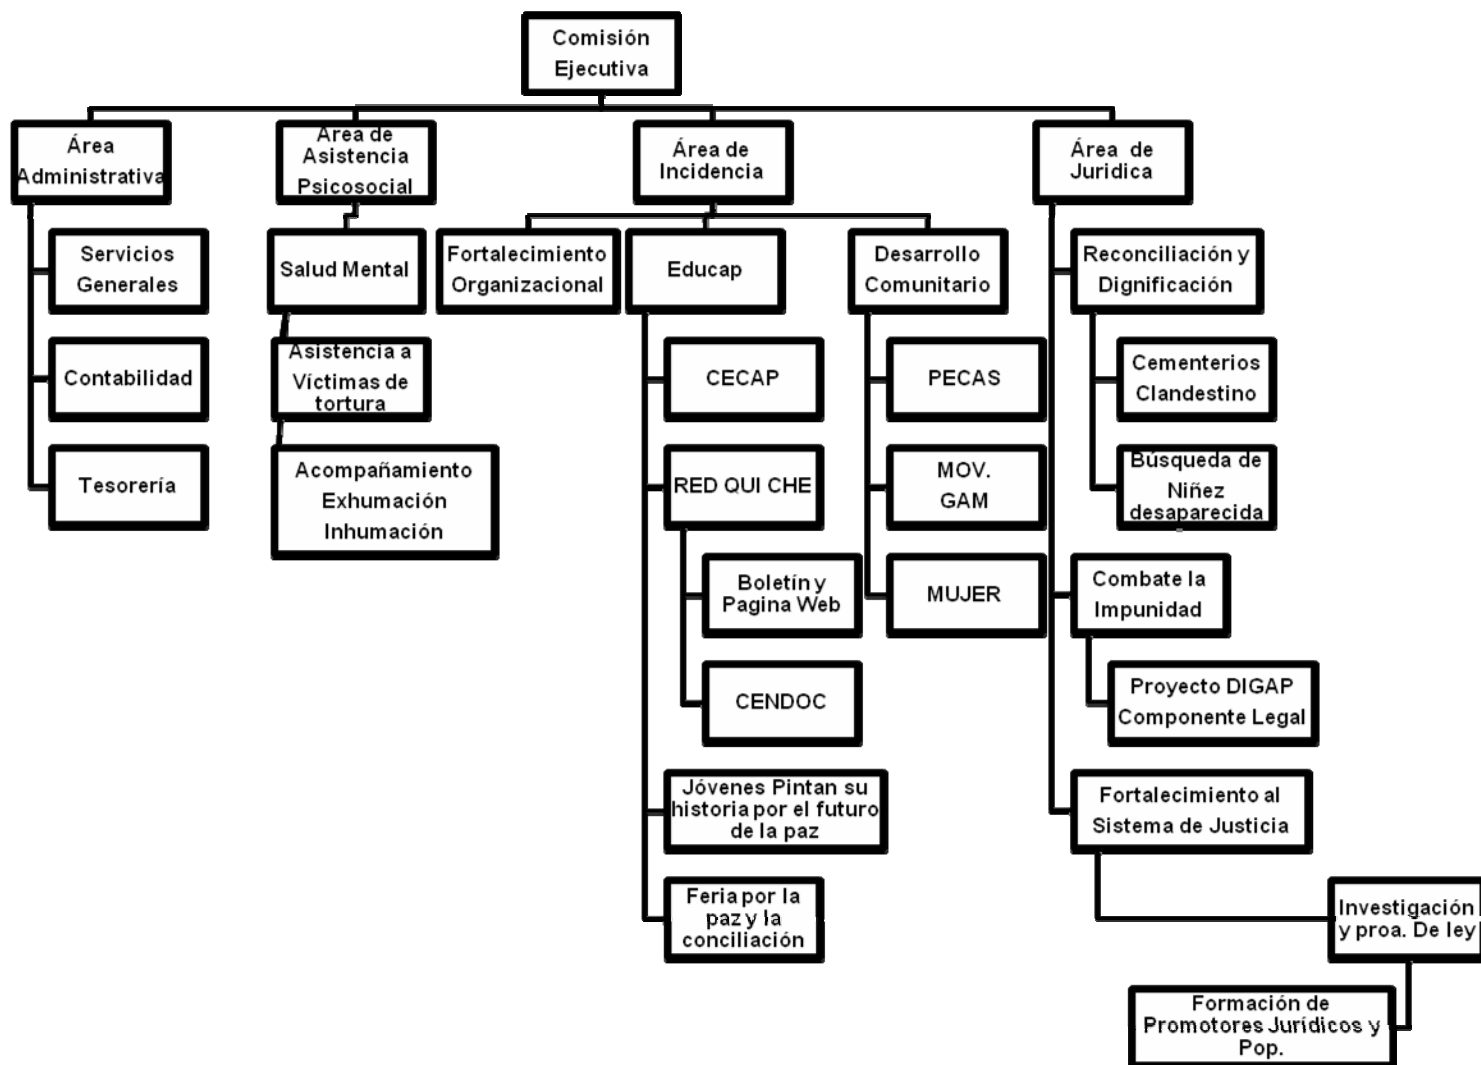 Comisión
Ejecutiva
Área
Administrativa
Área de
Asistencia
Psicosocial
Área de
Incidencia
Área de
Juridica
Servicios
Generales
Contabilidad
Tesorería
Salud Mental
Asistencia a
Víctimas de
tortura
Acompañamiento
Exhumación
Inhumación
Fortalecimiento
Organizacional
Educap
CECAP
RED QUI CHE
Boletín y
Pagina Web
CENDOC
Jóvenes Pintan su
historia por el futuro
de la paz
Feria por la
paz y la
conciliación
Desarrollo
Comunitario
PECAS
MOV.
GAM
MUJER
Reconciliación y
Dignificación
Cementerios
Clandestino
Búsqueda de
Niñez
desaparecida
Combate la
Impunidad
Proyecto DIGAP
Componente Legal
Fortalecimiento al
Sistema de Justicia
Investigación
y proa. De ley
Formación de
Promotores Jurídicos y
Pop.